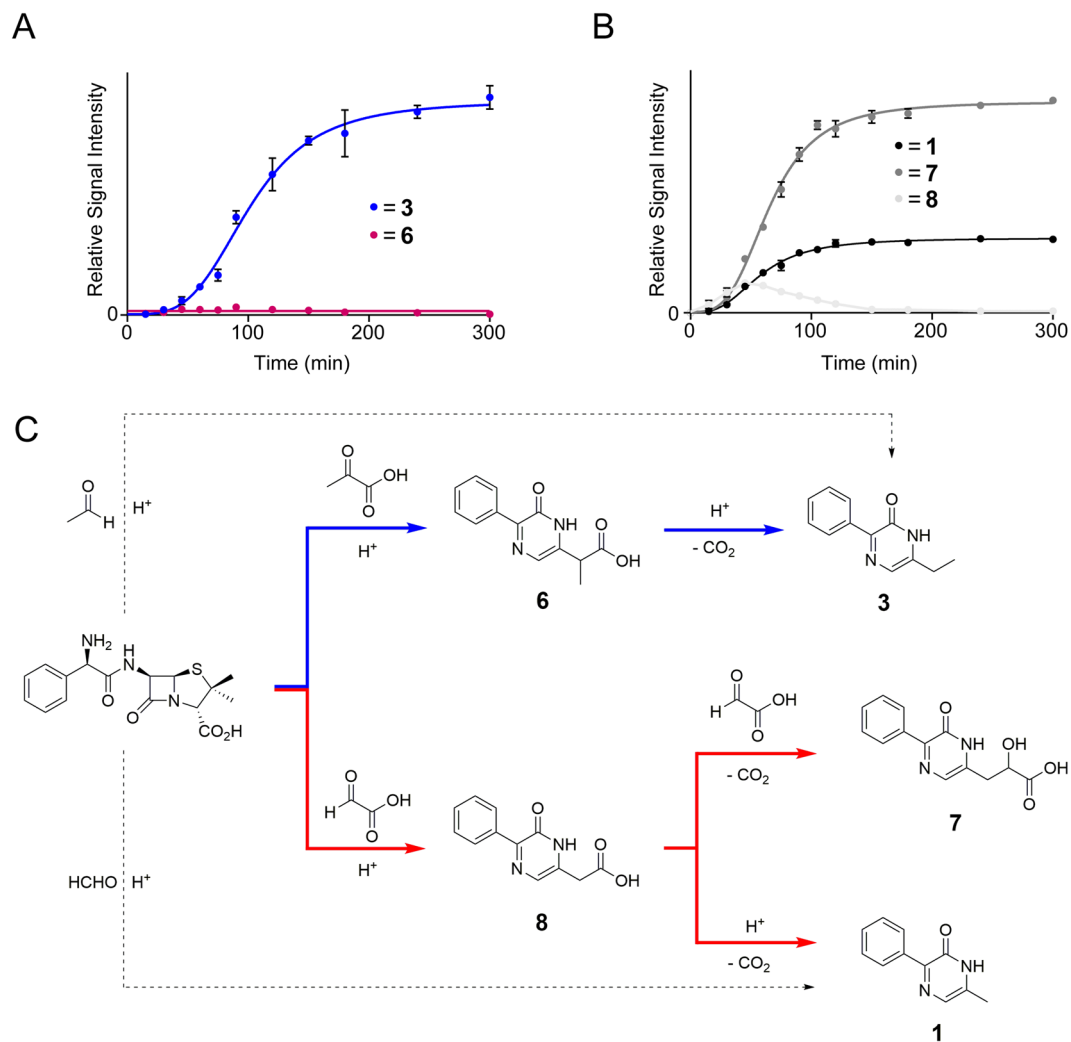 A
Relative Signal Intensity
0
= 3
= 6
0
100
200
300
Time (min)
B
Relative Signal Intensity
0
= 1
= 7
= 8
0
100
200
300
Time (min)
C
O
H
H⁺
O
OH
O
H⁺
O
NH
N
O
OH
6
H⁺
- CO₂
O
NH
N
3
NH₂
H
N
O
S
N
O
CO₂H
O
H
OH
O
H⁺
O
NH
N
O
OH
8
O
H
OH
O
- CO₂
O
NH
N
OH
OH
O
7
HCHO
H⁺
H⁺
- CO₂
O
NH
N
1